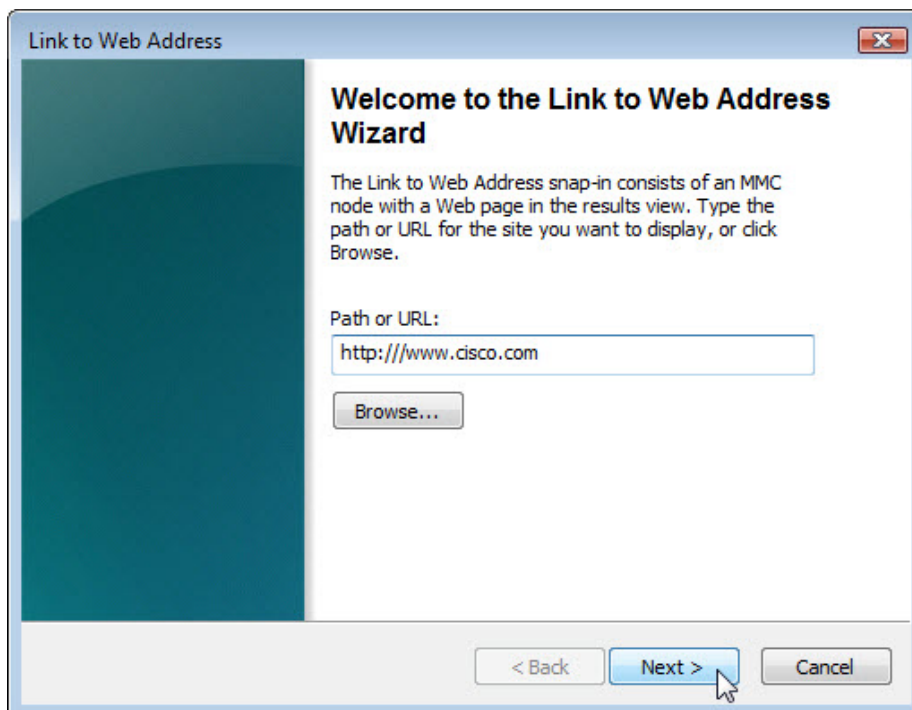 Link to Web Address
Welcome to the Link to Web Address
Wizard
The Link to Web Address snap-in consists of an MMC
node with a Web page in the results view. Type the
path or URL for the site you want to display, or click
Browse.
Path or URL:
http:///www.cisco.com
Browse...
< Back Next > Cancel